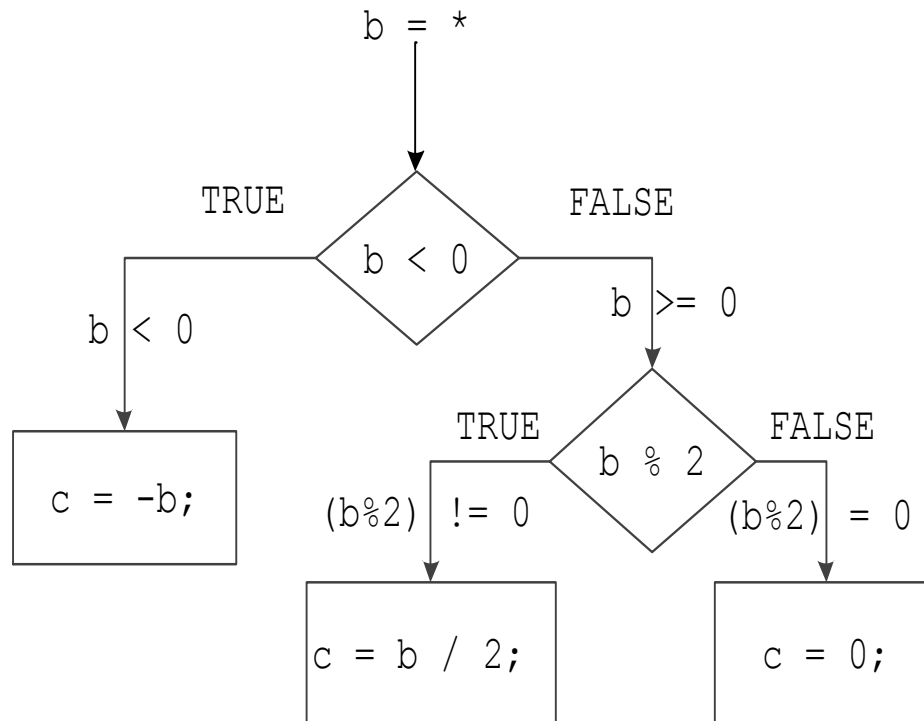 b = *
TRUE
FALSE
b < 0
b < 0
b >= 0
c = -b;
TRUE
FALSE
b % 2
(b%2) != 0
(b%2) = 0
c = b / 2;
c = 0;